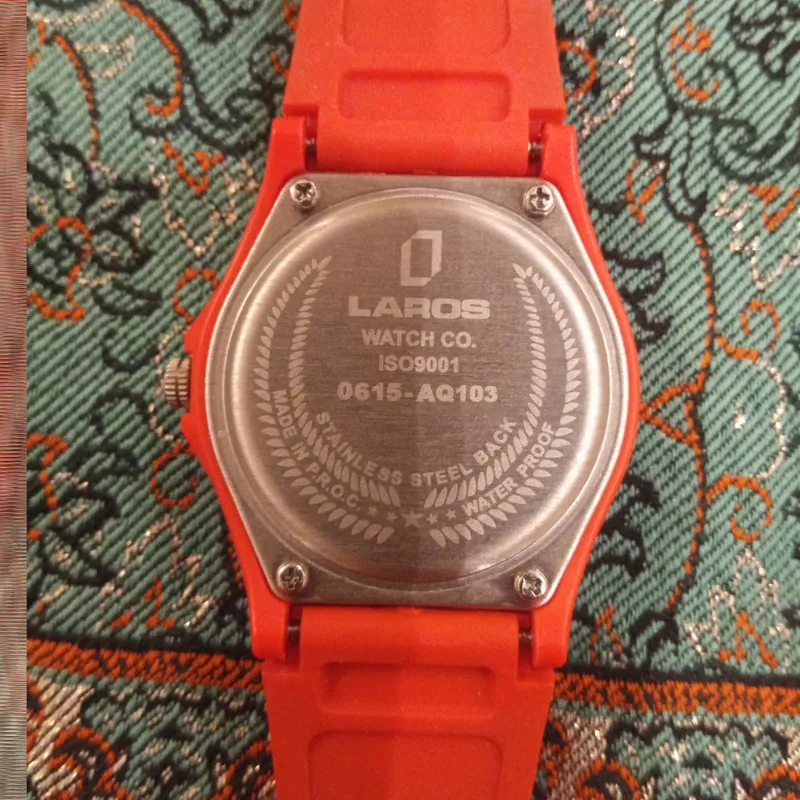 LAROS
WATCH CO.
ISO9001
0615-AQ103
STAINLESS STEEL BACK
MADE IN P.R.O.C.
WATER PROOF